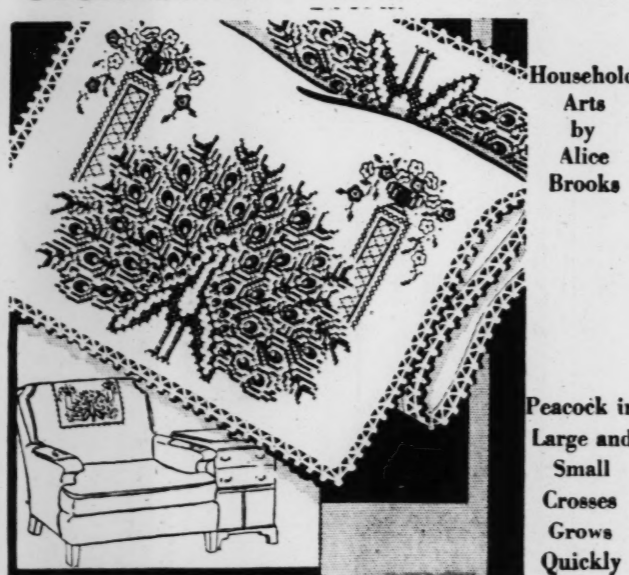 Household
Arts
by
Alice
Brooks
Peacock in
Large and
Small
Crosses
Grows
Quickly